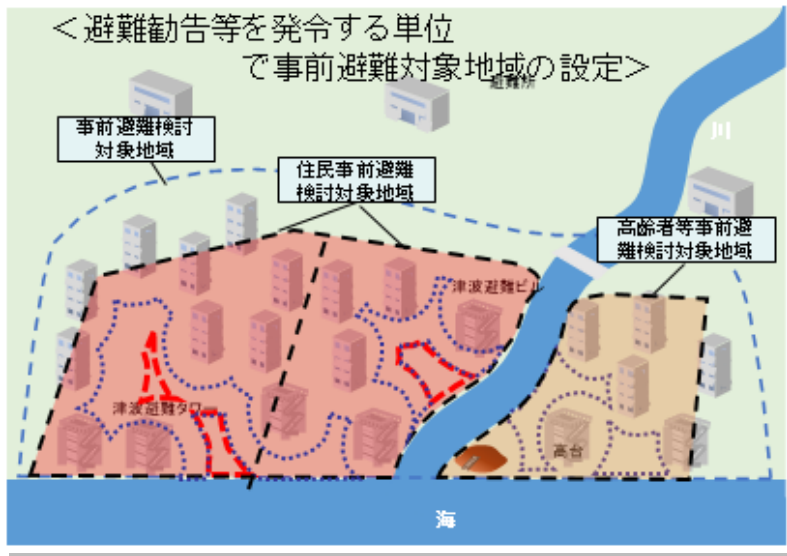 ＜避難勧告等を発令する単位
で事前避難対象地域の設定＞
避難所
川
事前避難検討
対象地域
住民事前避難
検討対象地域
高齢者等事前避
難検討対象地域
津波避難ビル
津波避難タワー
高台
海